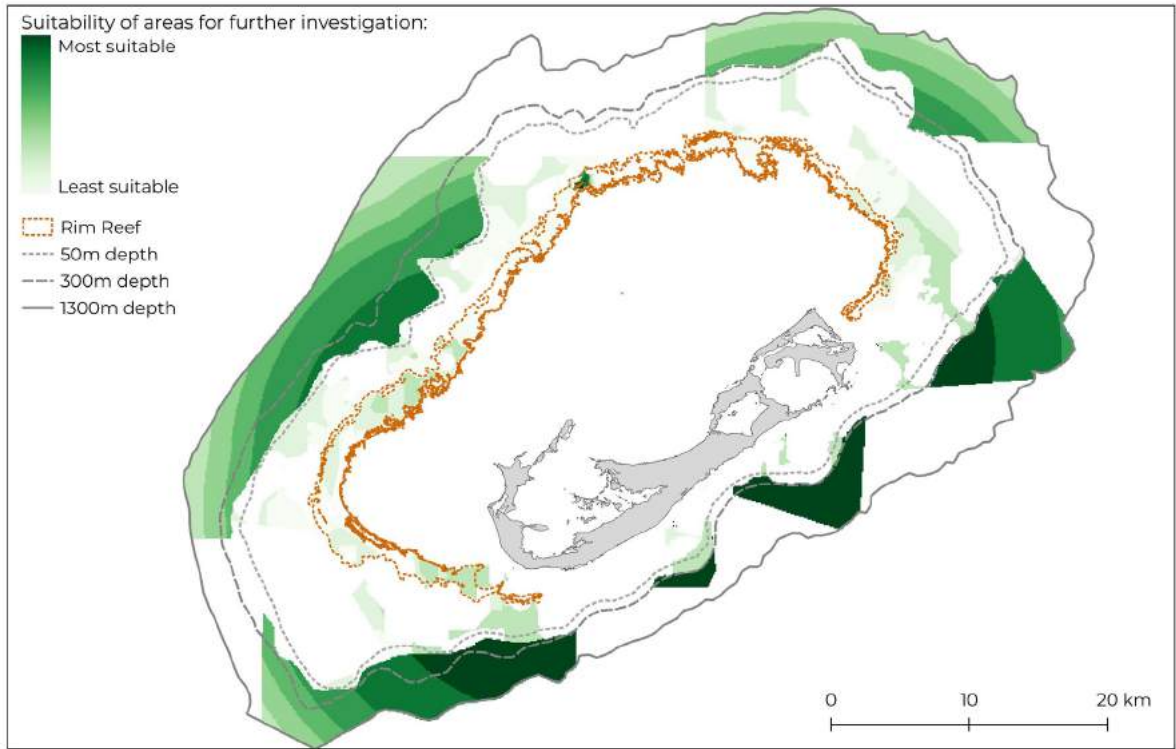 Suitability of areas for further investigation:
Most suitable
Least suitable
Rim Reef
50m depth
300m depth
1300m depth
0 10 20 km